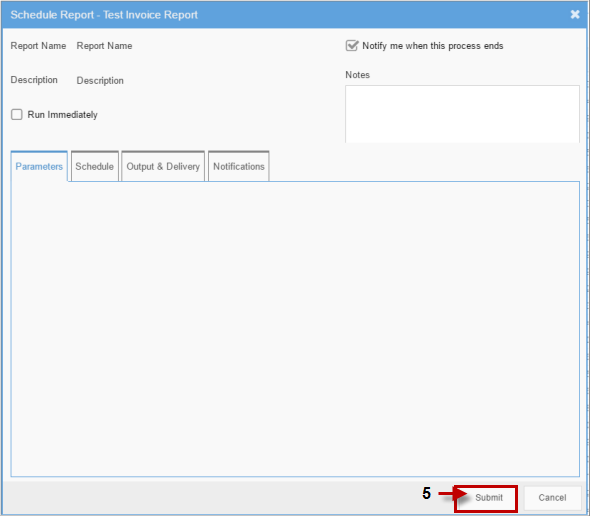 Schedule Report - Test Invoice Report
Report Name Report Name
Notify me when this process ends
Description Description
Notes
Run Immediately
Parameters Schedule Output & Delivery Notifications
5 Submit Cancel